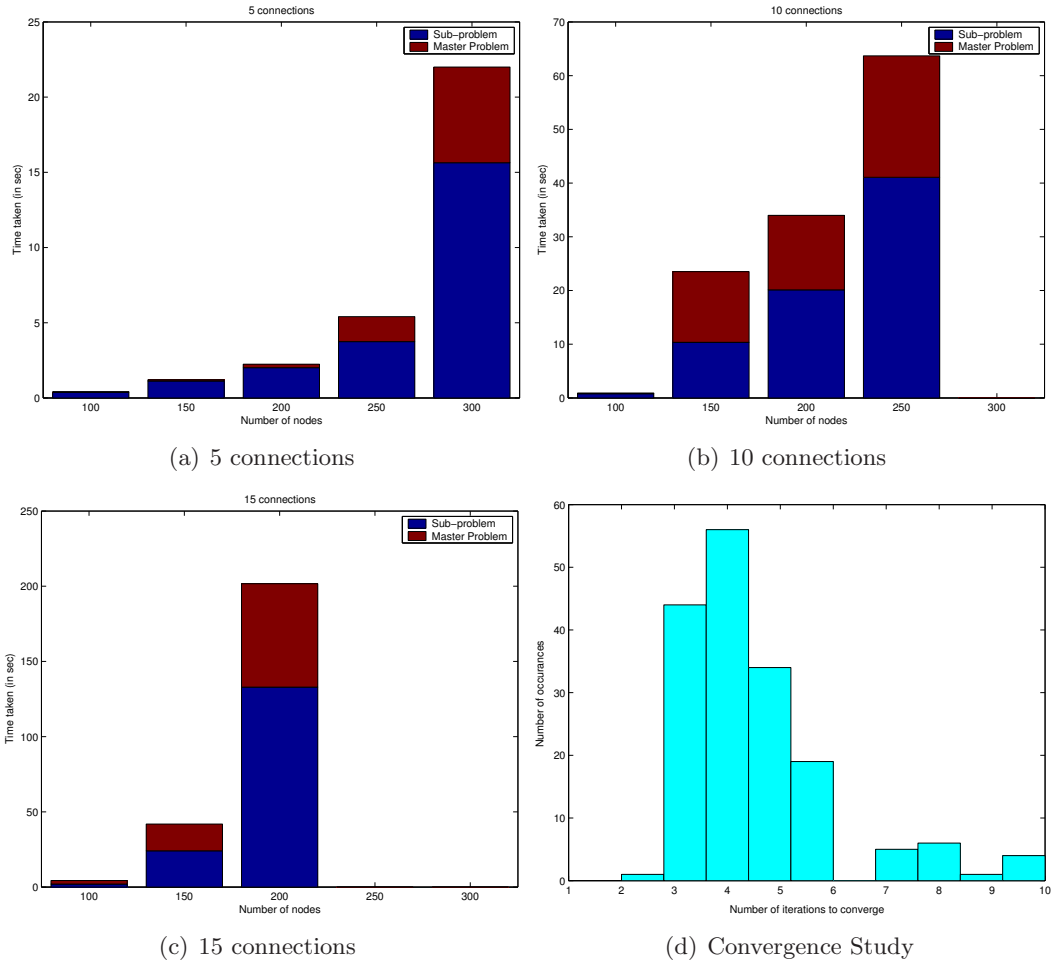 5 connections
25
20
15
10
5
0
Time taken (in sec)
Sub-problem
Master Problem
100 150 200 250 300
Number of nodes
(a) 5 connections
10 connections
70
60
50
40
30
20
10
0
Time taken (in sec)
Sub-problem
Master Problem
100 150 200 250 300
Number of nodes
(b) 10 connections
15 connections
250
200
150
100
50
0
Time taken (in sec)
Sub-problem
Master Problem
100 150 200 250 300
Number of nodes
(c) 15 connections
60
50
40
30
20
10
0
Number of occurances
1 2 3 4 5 6 7 8 9 10
Number of iterations to converge
(d) Convergence Study